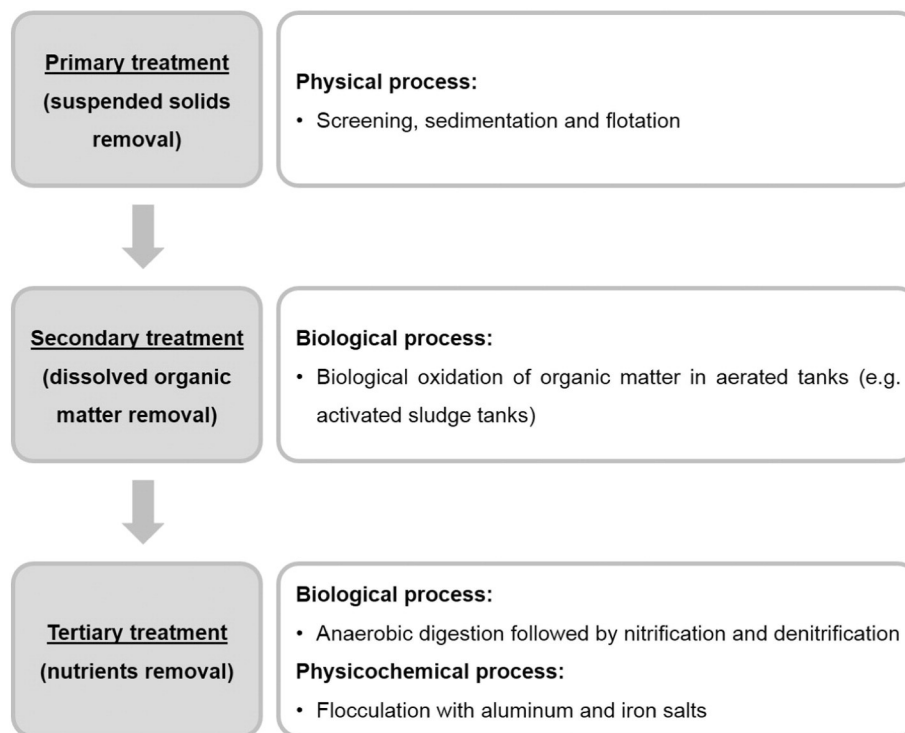 Primary treatment
(suspended solids
removal)
Physical process:
• Screening, sedimentation and flotation
Secondary treatment
(dissolved organic
matter removal)
Biological process:
• Biological oxidation of organic matter in aerated tanks (e.g.
activated sludge tanks)
Tertiary treatment
(nutrients removal)
Biological process:
• Anaerobic digestion followed by nitrification and denitrification
Physicochemical process:
• Flocculation with aluminum and iron salts